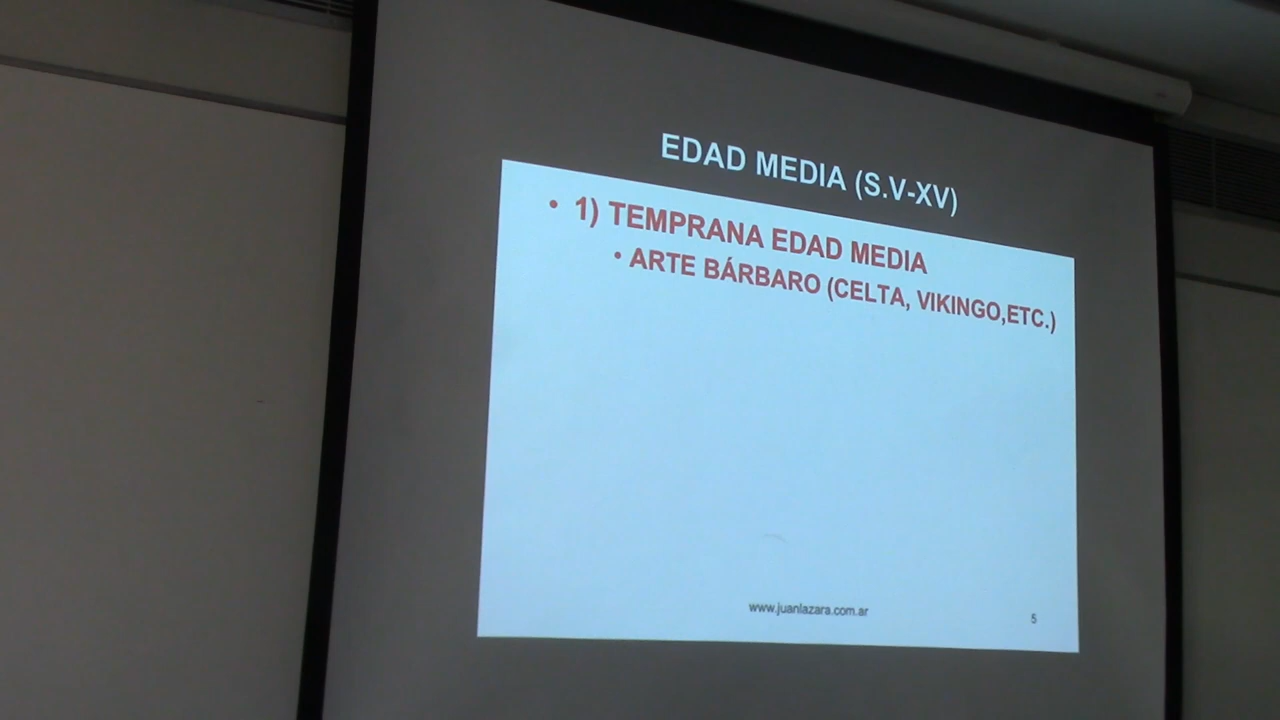 EDAD MEDIA (S.V-XV)
• 1) TEMPRANA EDAD MEDIA
• ARTE BÁRBARO (CELTA, VIKINGO,ETC.)
www.juanlazara.com.ar
5